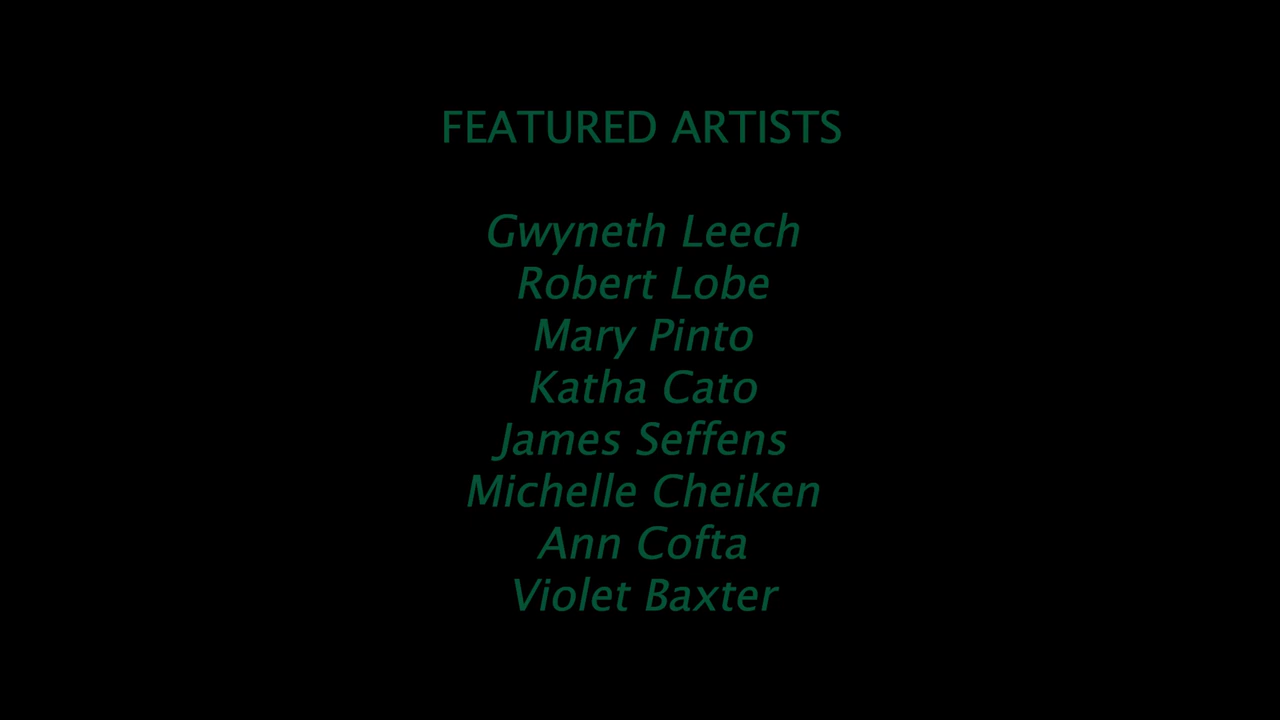 FEATURED ARTISTS
Gwyneth Leech
Robert Lobe
Mary Pinto
Katha Cato
James Seffens
Michelle Cheiken
Ann Cofta
Violet Baxter